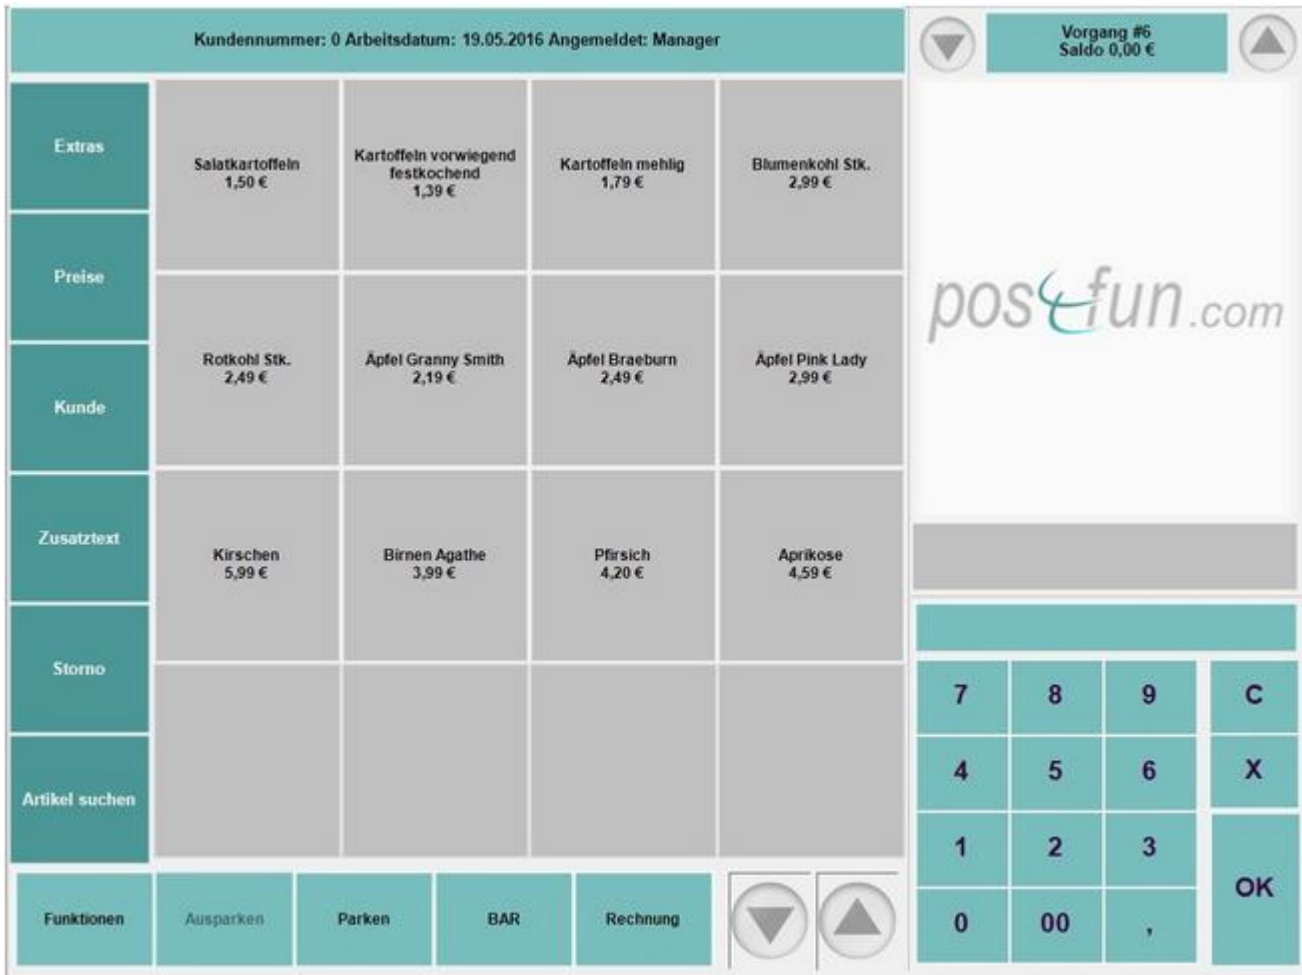 Kundennummer: 0 Arbeitsdatum: 19.05.2016 Angemeldet: Manager
Vorgang #6
Saldo 0,00 €
Extras
Preise
Kunde
Zusatztext
Storno
Artikel suchen
Salatkartoffeln
1,50 €
Kartoffeln vorwiegend
festkochend
1,39 €
Kartoffeln mehlig
1,79 €
Blumenkohl Stk.
2,99 €
Rotkohl Stk.
2,49 €
Äpfel Granny Smith
2,19 €
Äpfel Braeburn
2,49 €
Äpfel Pink Lady
2,99 €
Kirschen
5,99 €
Birnen Agathe
3,99 €
Pfirsich
4,20 €
Aprikose
4,59 €
Funktionen
Ausparken
Parken
BAR
Rechnung
pos4fun.com
7 8 9 C
4 5 6 X
1 2 3
OK
0 00 ,